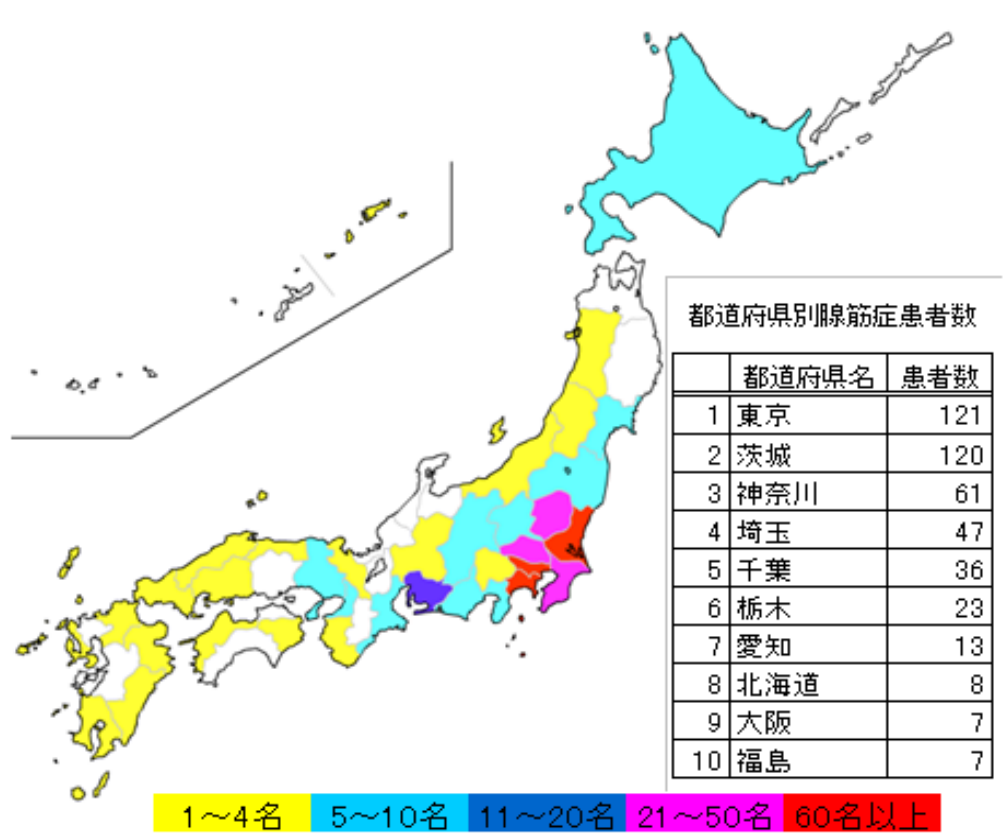 都道府県別腺筋症患者数
都道府県名 患者数
1 東京 121
2 茨城 120
3 神奈川 61
4 埼玉 47
5 千葉 36
6 栃木 23
7 愛知 13
8 北海道 8
9 大阪 7
10 福島 7
1～4名 5～10名 11～20名 21～50名 60名以上